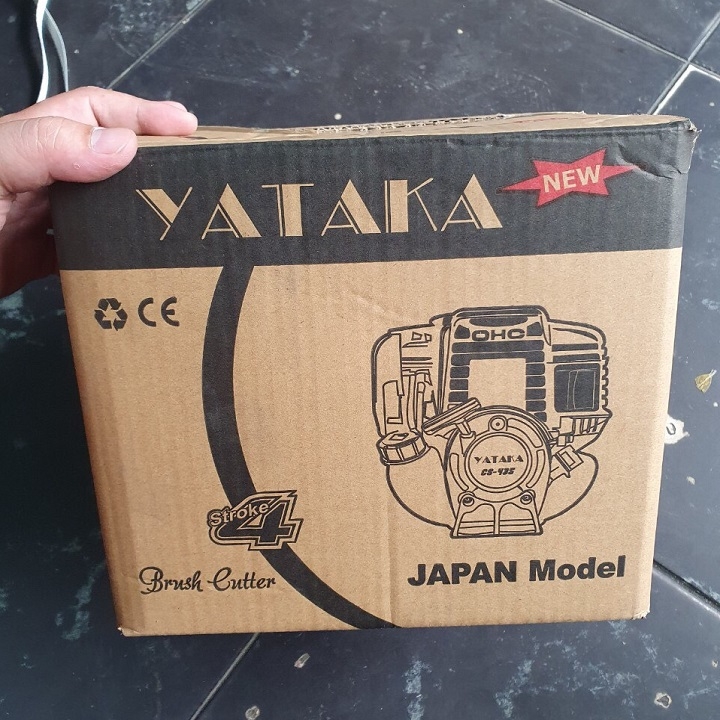 YATAKA
NEW
CE
OHC
YATAKA
CG-435
Stroke 4
Brush Cutter
JAPAN Model